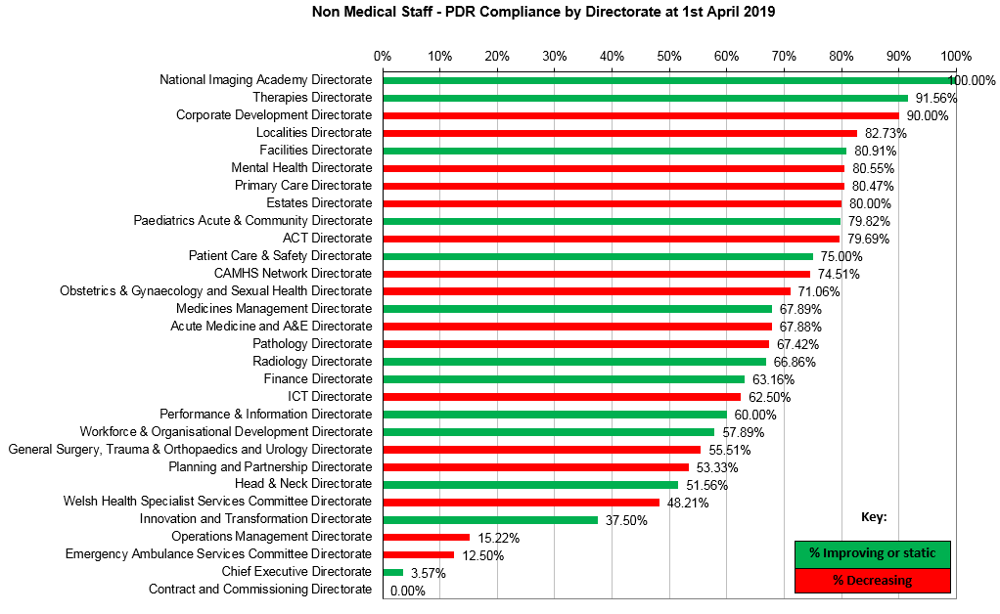 Non Medical Staff - PDR Compliance by Directorate at 1st April 2019
0% 10% 20% 30% 40% 50% 60% 70% 80% 90% 100%
National Imaging Academy Directorate 100.00%
Therapies Directorate 91.56%
Corporate Development Directorate 90.00%
Localities Directorate 82.73%
Facilities Directorate 80.91%
Mental Health Directorate 80.55%
Primary Care Directorate 80.47%
Estates Directorate 80.00%
Paediatrics Acute & Community Directorate 79.82%
ACT Directorate 79.69%
Patient Care & Safety Directorate 75.00%
CAMHS Network Directorate 74.51%
Obstetrics & Gynaecology and Sexual Health Directorate 71.06%
Medicines Management Directorate 67.89%
Acute Medicine and A&E Directorate 67.88%
Pathology Directorate 67.42%
Radiology Directorate 66.86%
Finance Directorate 63.16%
ICT Directorate 62.50%
Performance & Information Directorate 60.00%
Workforce & Organisational Development Directorate 57.89%
General Surgery, Trauma & Orthopaedics and Urology Directorate 55.51%
Planning and Partnership Directorate 53.33%
Head & Neck Directorate 51.56%
Welsh Health Specialist Services Committee Directorate 48.21%
Innovation and Transformation Directorate 37.50%
Operations Management Directorate 15.22%
Emergency Ambulance Services Committee Directorate 12.50%
Chief Executive Directorate 3.57%
Contract and Commissioning Directorate 0.00%
Key:
% Improving or static
% Decreasing